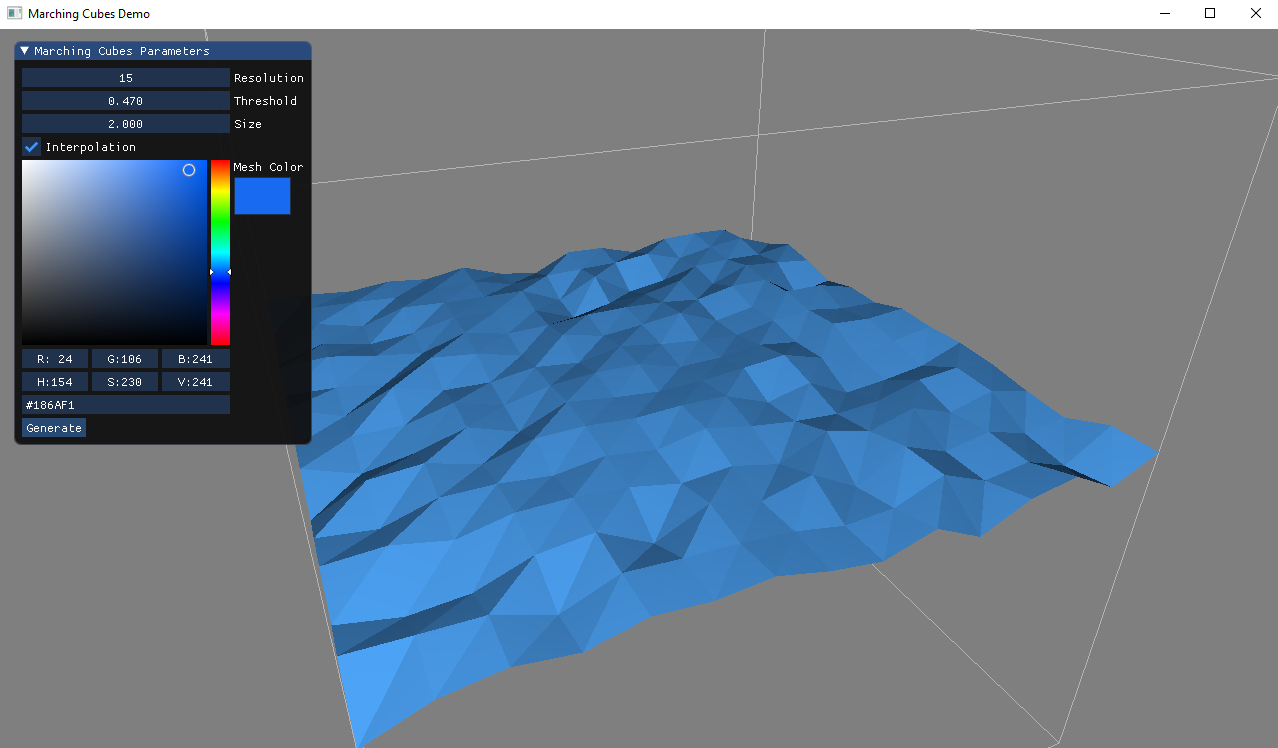 Marching Cubes Demo
Marching Cubes Parameters
15 Resolution
0.470 Threshold
2.000 Size
Interpolation
Mesh Color
R: 24 G:106 B:241
H:154 S:230 V:241
#186AF1
Generate